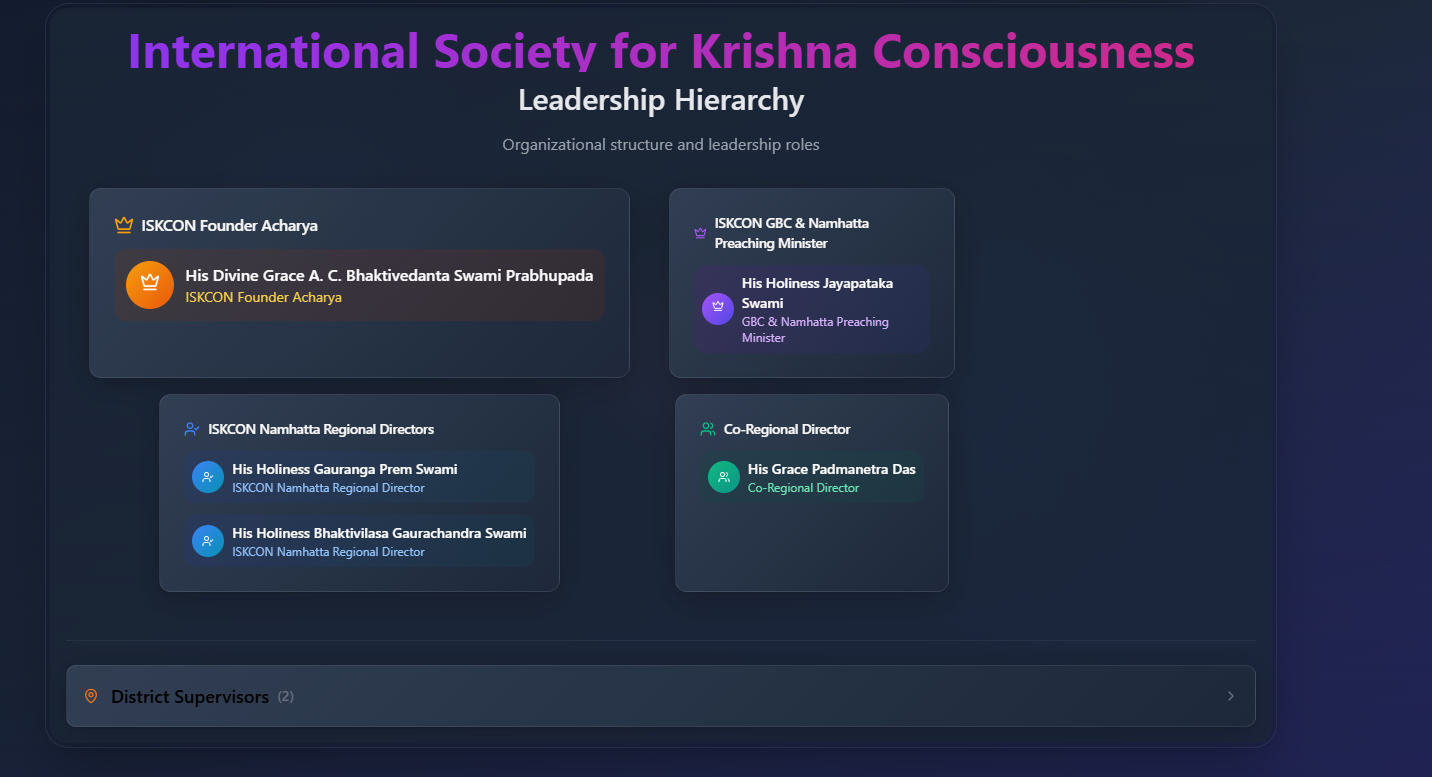 International Society for Krishna Consciousness
Leadership Hierarchy
Organizational structure and leadership roles
ISKCON Founder Acharya
His Divine Grace A. C. Bhaktivedanta Swami Prabhupada
ISKCON Founder Acharya
ISKCON GBC & Namhatta
Preaching Minister
His Holiness Jayapataka
Swami
GBC & Namhatta Preaching
Minister
ISKCON Namhatta Regional Directors
His Holiness Gauranga Prem Swami
ISKCON Namhatta Regional Director
His Holiness Bhaktivilasa Gaurachandra Swami
ISKCON Namhatta Regional Director
Co-Regional Director
His Grace Padmanetra Das
Co-Regional Director
District Supervisors (2)